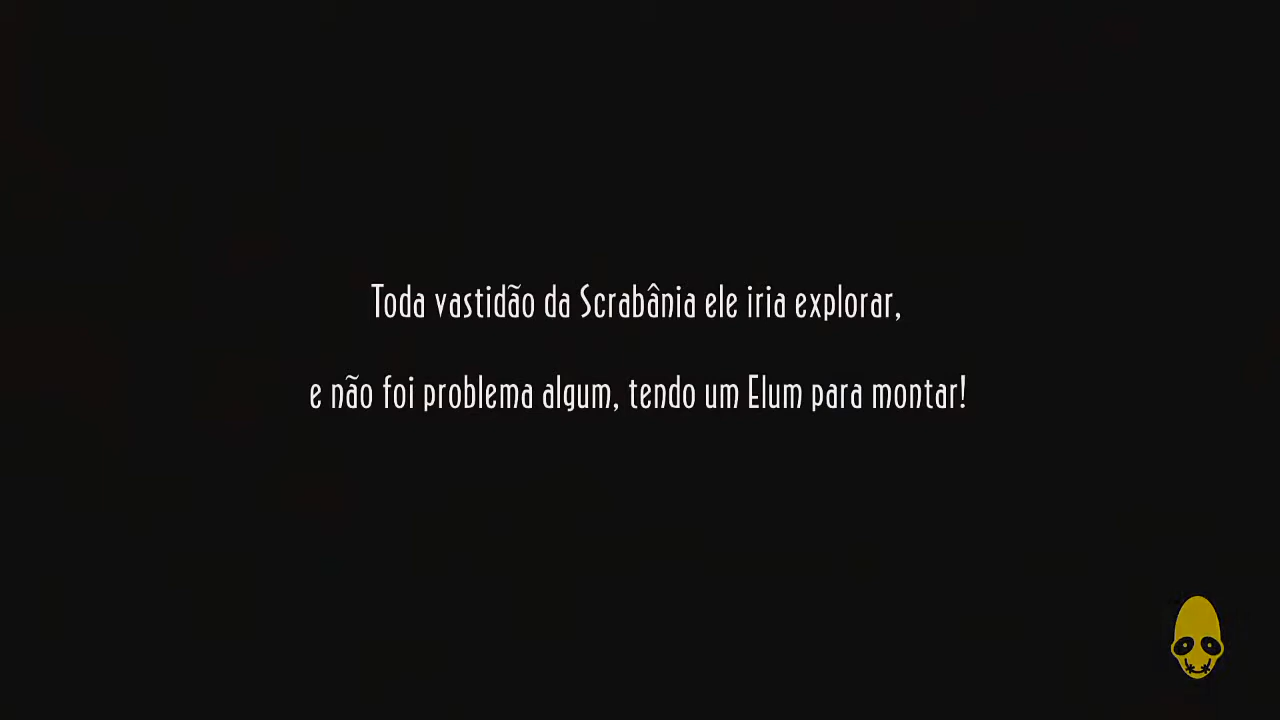 Toda vastidão da Scrabânia ele iria explorar,
e não foi problema algum, tendo um Elum para montar!